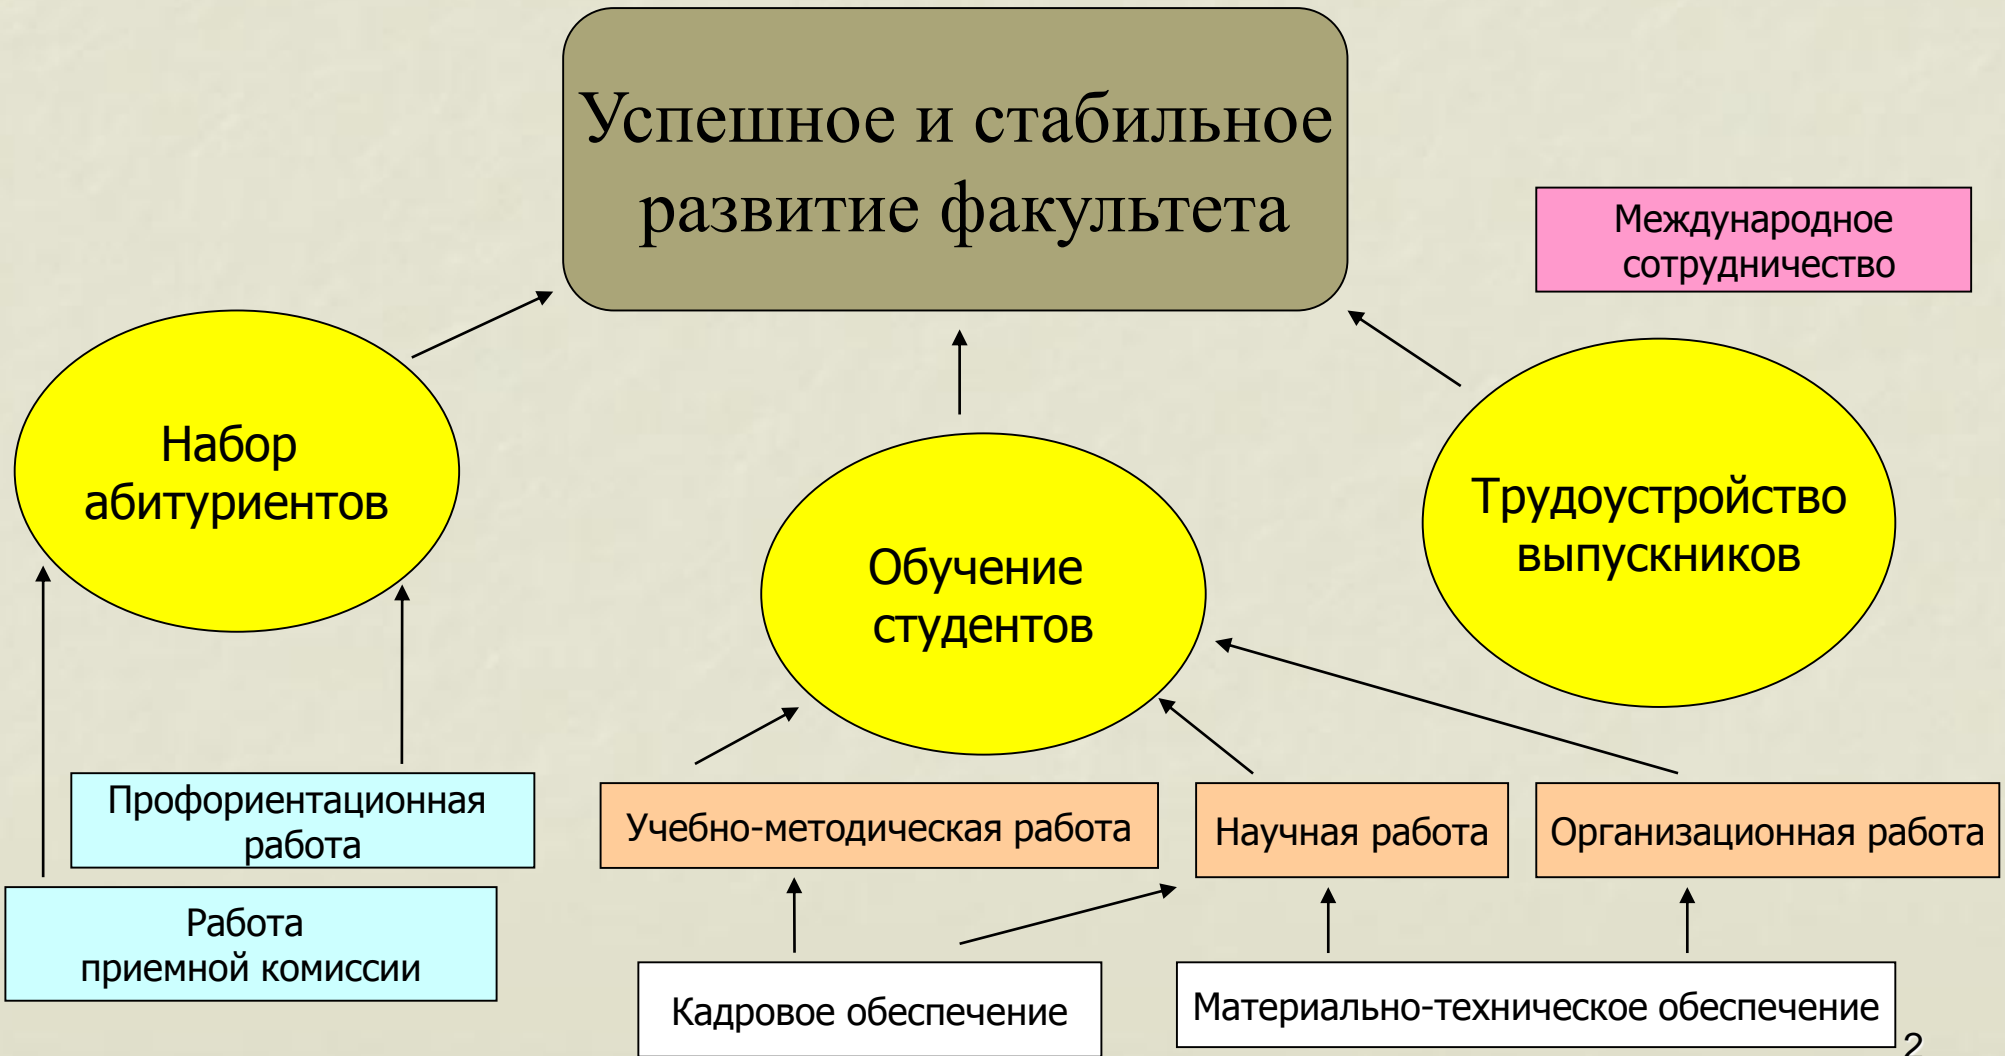 Успешное и стабильное
развитие факультета
Международное
сотрудничество
Набор
абитуриентов
Обучение
студентов
Трудоустройство
выпускников
Профориентационная
работа
Работа
приемной комиссии
Учебно-методическая работа
Научная работа
Организационная работа
Кадровое обеспечение
Материально-техническое обеспечение
2